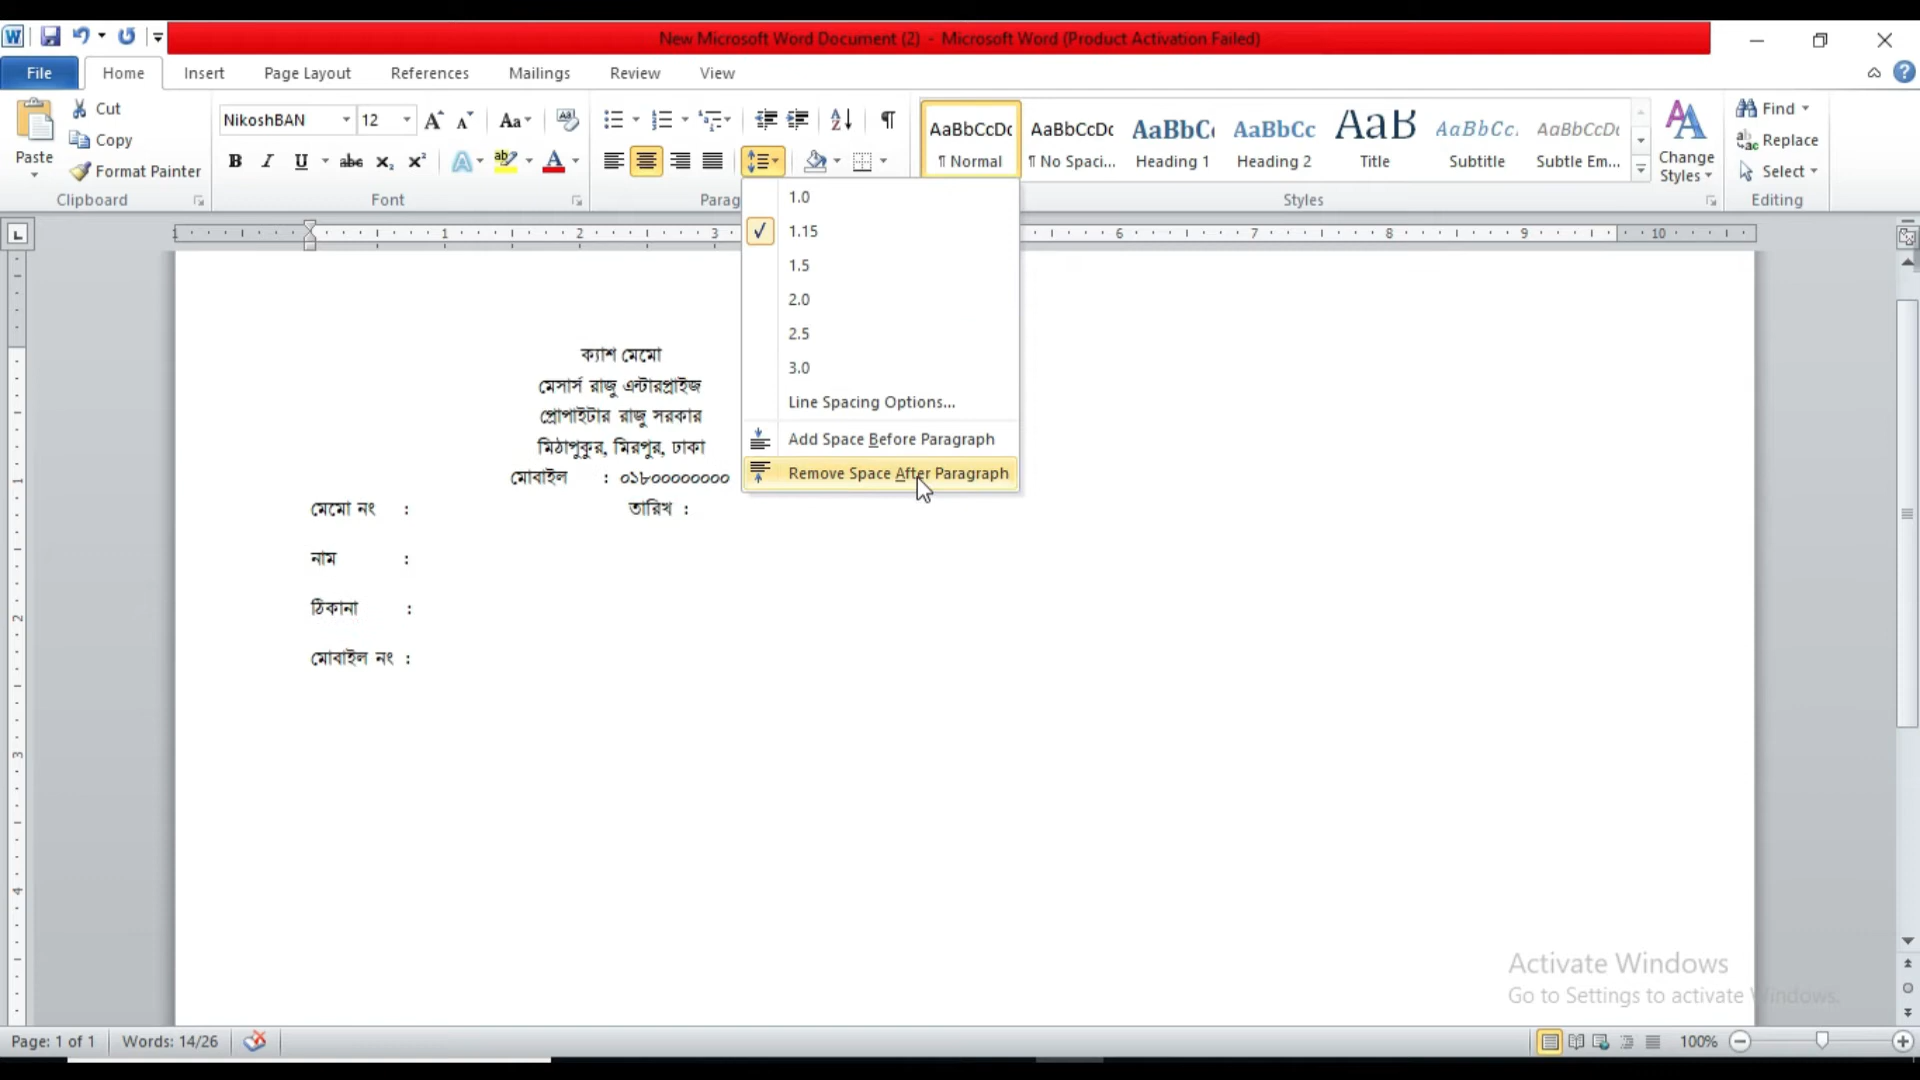 New Microsoft Word Document (2) - Microsoft Word (Product Activation Failed)
File Home Insert Page Layout References Mailings Review View
Paste
Cut
Copy
Format Painter
Clipboard
NikoshBAN 12
Font
Parag
AaBbCcDc AaBbCcDc AaBbC AaBbCc AaB AaBbCc. AaBbCcDc
¶ Normal ¶ No Spaci... Heading 1 Heading 2 Title Subtitle Subtle Em...
Styles
Change Styles
Find
Replace
Select
Editing
1.0
1.15
1.5
2.0
2.5
3.0
Line Spacing Options...
Add Space Before Paragraph
Remove Space After Paragraph
ক্যাশ মেমো
মেসার্স রাজু এন্টারপ্রাইজ
প্রোপাইটার রাজু সরকার
মিঠাপুকুর, মিরপুর, ঢাকা
মোবাইল : ০১৮০০০০০০০০
মেমো নং : তারিখ :
নাম :
ঠিকানা :
মোবাইল নং :
Activate Windows
Go to Settings to activate Windows.
Page: 1 of 1 Words: 14/26 100%